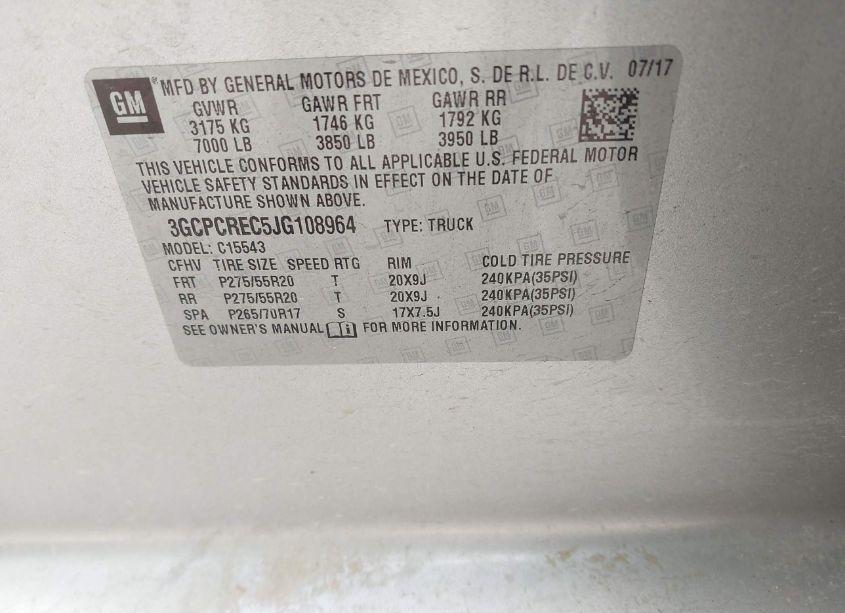 GM ® MFD BY GENERAL MOTORS DE MEXICO, S. DE R.L. DE C.V. 07/17
GVWR GAWR FRT GAWR RR
3175 KG 1746 KG 1792 KG
7000 LB 3850 LB 3950 LB
THIS VEHICLE CONFORMS TO ALL APPLICABLE U.S. FEDERAL MOTOR
VEHICLE SAFETY STANDARDS IN EFFECT ON THE DATE OF
MANUFACTURE SHOWN ABOVE.
3GCPCREC5JG108964 TYPE: TRUCK
MODEL: C15543
CFHV TIRE SIZE SPEED RTG RIM COLD TIRE PRESSURE
FRT P275/55R20 T 20X9J 240KPA(35PSI)
RR P275/55R20 T 20X9J 240KPA(35PSI)
SPA P265/70R17 S 17X7.5J 240KPA(35PSI)
SEE OWNER'S MANUAL FOR MORE INFORMATION.